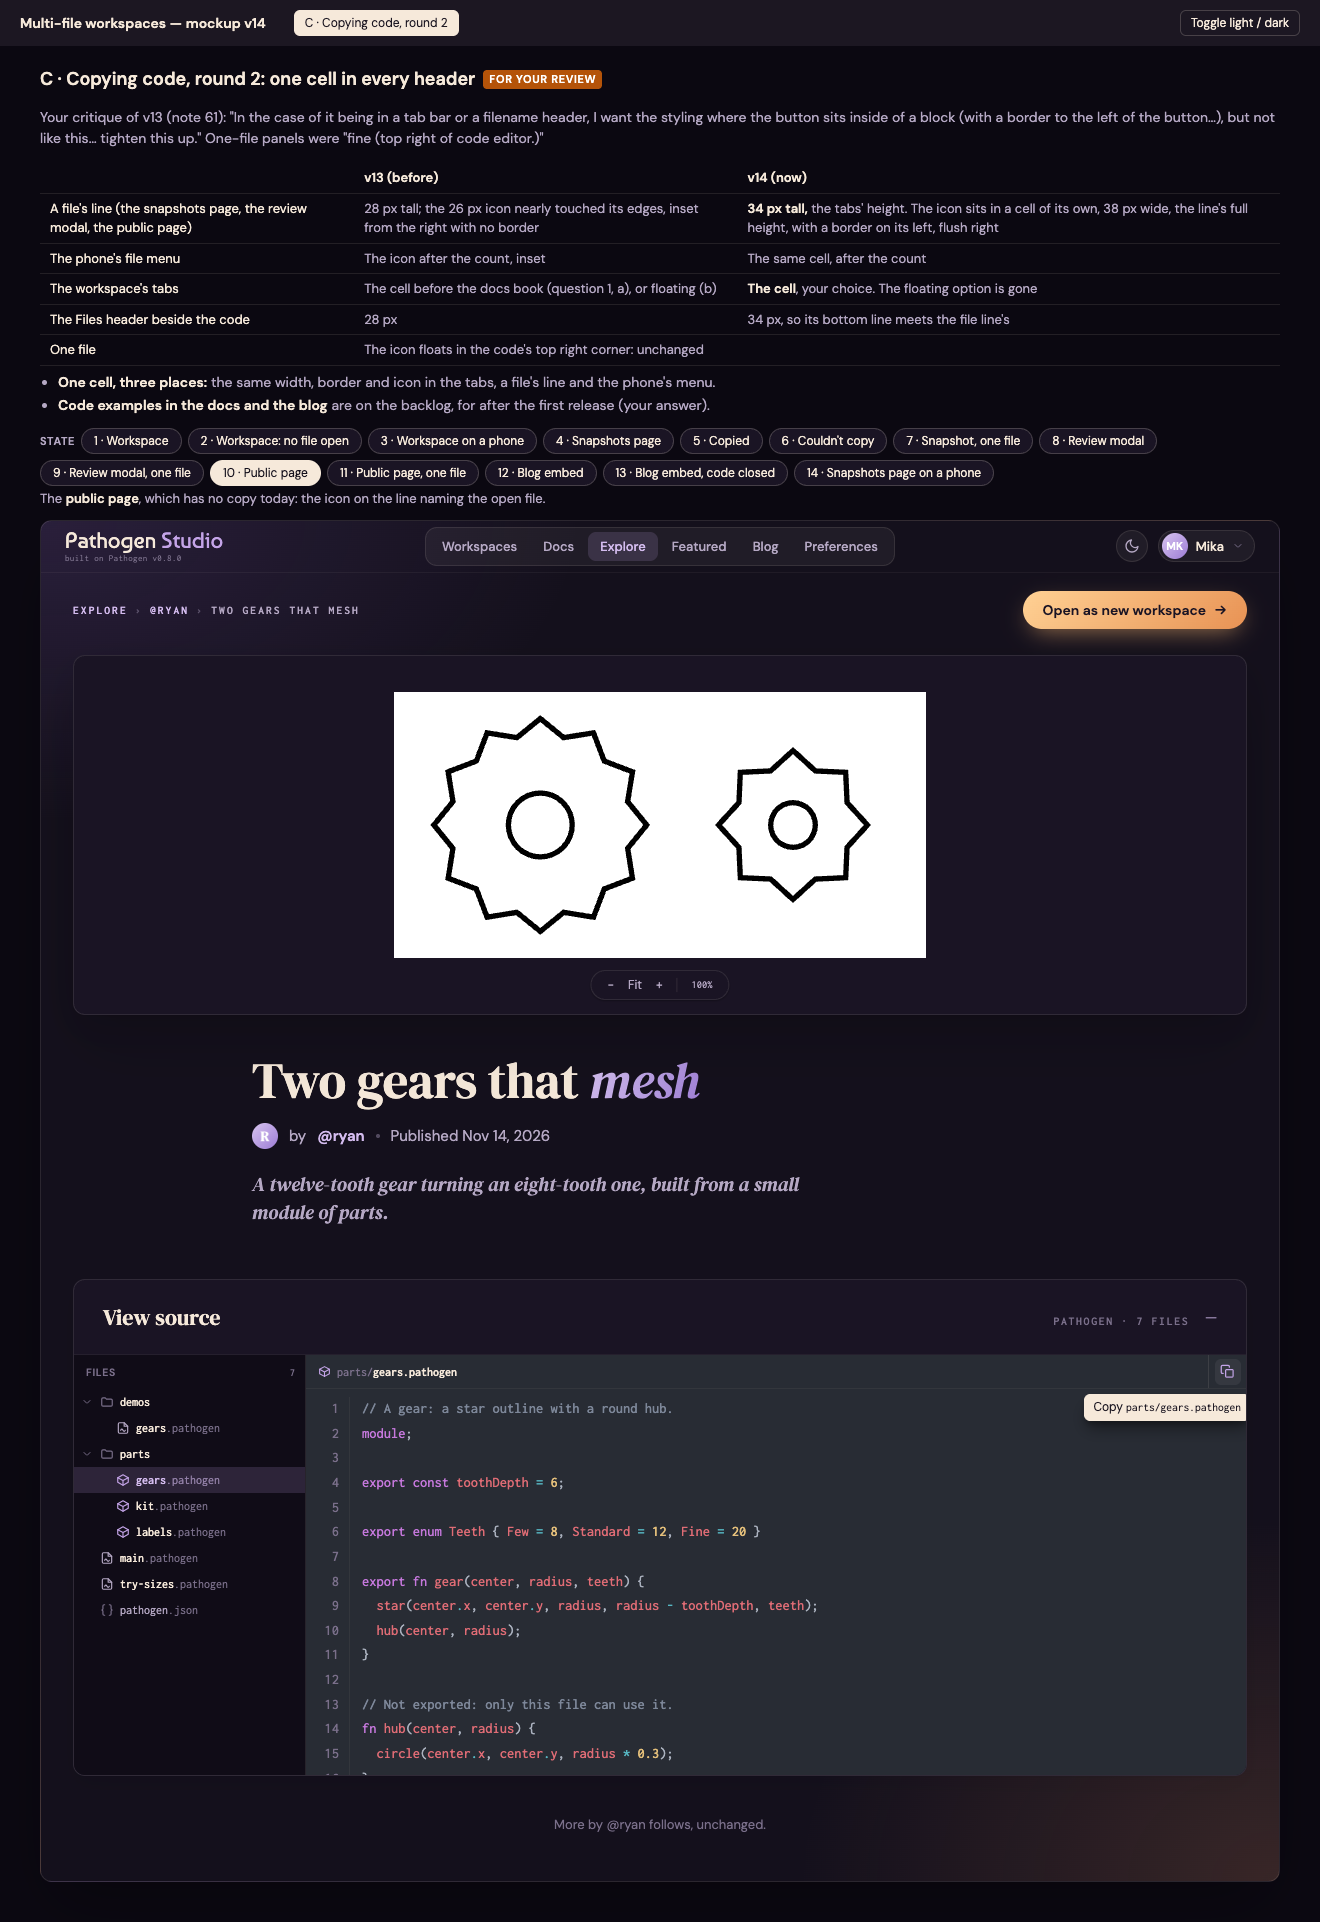 Multi-file workspaces — mockup v14
C · Copying code, round 2
Toggle light / dark
C · Copying code, round 2: one cell in every header
FOR YOUR REVIEW
Your critique of v13 (note 61): "In the case of it being in a tab bar or a filename header, I want the styling where the button sits inside of a block (with a border to the left of the button…), but not
like this… tighten this up." One-file panels were "fine (top right of code editor.)"
v13 (before)
v14 (now)
A file's line (the snapshots page, the review
modal, the public page)
28 px tall; the 26 px icon nearly touched its edges, inset
from the right with no border
34 px tall, the tabs' height. The icon sits in a cell of its own, 38 px wide, the line's full
height, with a border on its left, flush right
The phone's file menu
The icon after the count, inset
The same cell, after the count
The workspace's tabs
The cell before the docs book (question 1, a), or floating (b)
The cell, your choice. The floating option is gone
The Files header beside the code
28 px
34 px, so its bottom line meets the file line's
One file
The icon floats in the code's top right corner: unchanged
• One cell, three places: the same width, border and icon in the tabs, a file's line and the phone's menu.
• Code examples in the docs and the blog are on the backlog, for after the first release (your answer).
STATE
1 · Workspace
2 · Workspace: no file open
3 · Workspace on a phone
4 · Snapshots page
5 · Copied
6 · Couldn't copy
7 · Snapshot, one file
8 · Review modal
9 · Review modal, one file
10 · Public page
11 · Public page, one file
12 · Blog embed
13 · Blog embed, code closed
14 · Snapshots page on a phone
The public page, which has no copy today: the icon on the line naming the open file.
Pathogen Studio
built on Pathogen v0.8.0
Workspaces
Docs
Explore
Featured
Blog
Preferences
MK
Mika
EXPLORE › @RYAN › TWO GEARS THAT MESH
Open as new workspace →
− Fit + 100%
Two gears that mesh
R by @ryan • Published Nov 14, 2026
A twelve-tooth gear turning an eight-tooth one, built from a small
module of parts.
View source
PATHOGEN · 7 FILES —
FILES 7
demos
gears.pathogen
parts
gears.pathogen
kit.pathogen
labels.pathogen
main.pathogen
try-sizes.pathogen
{} pathogen.json
parts/gears.pathogen
Copy parts/gears.pathogen
1 // A gear: a star outline with a round hub.
2 module;
3
4 export const toothDepth = 6;
5
6 export enum Teeth { Few = 8, Standard = 12, Fine = 20 }
7
8 export fn gear(center, radius, teeth) {
9 star(center.x, center.y, radius, radius - toothDepth, teeth);
10 hub(center, radius);
11 }
12
13 // Not exported: only this file can use it.
14 fn hub(center, radius) {
15 circle(center.x, center.y, radius * 0.3);
More by @ryan follows, unchanged.